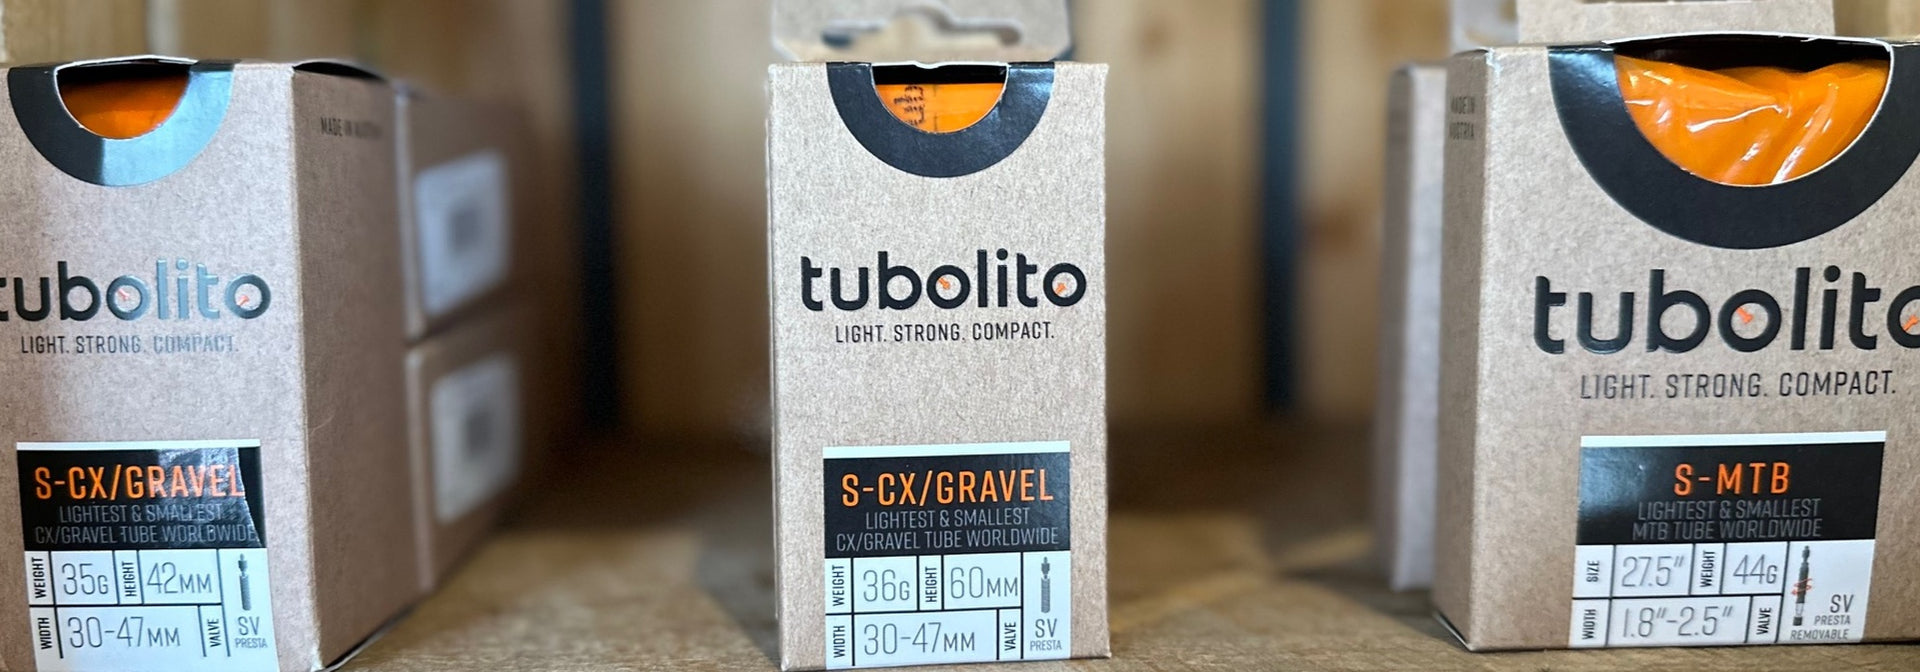 MADE IN
tubolito
LIGHT. STRONG. COMPACT.
S-CX/GRAVEL
LIGHTEST & SMALLEST
CX/GRAVEL TUBE WORLDWIDE
WEIGHT 35G HEIGHT 42MM
WIDTH 30-47MM VALVE SV
PRESTA
tubolito
LIGHT. STRONG. COMPACT.
S-CX/GRAVEL
LIGHTEST & SMALLEST
CX/GRAVEL TUBE WORLDWIDE
WEIGHT 36G HEIGHT 60MM
WIDTH 30-47MM VALVE SV
PRESTA
MADE IN
AUSTRIA
tubolito
LIGHT. STRONG. COMPACT.
S-MTB
LIGHTEST & SMALLEST
MTB TUBE WORLDWIDE
SIZE 27.5" WEIGHT 44G
WIDTH 1.8"-2.5" VALVE SV
PRESTA
REMOVABLE